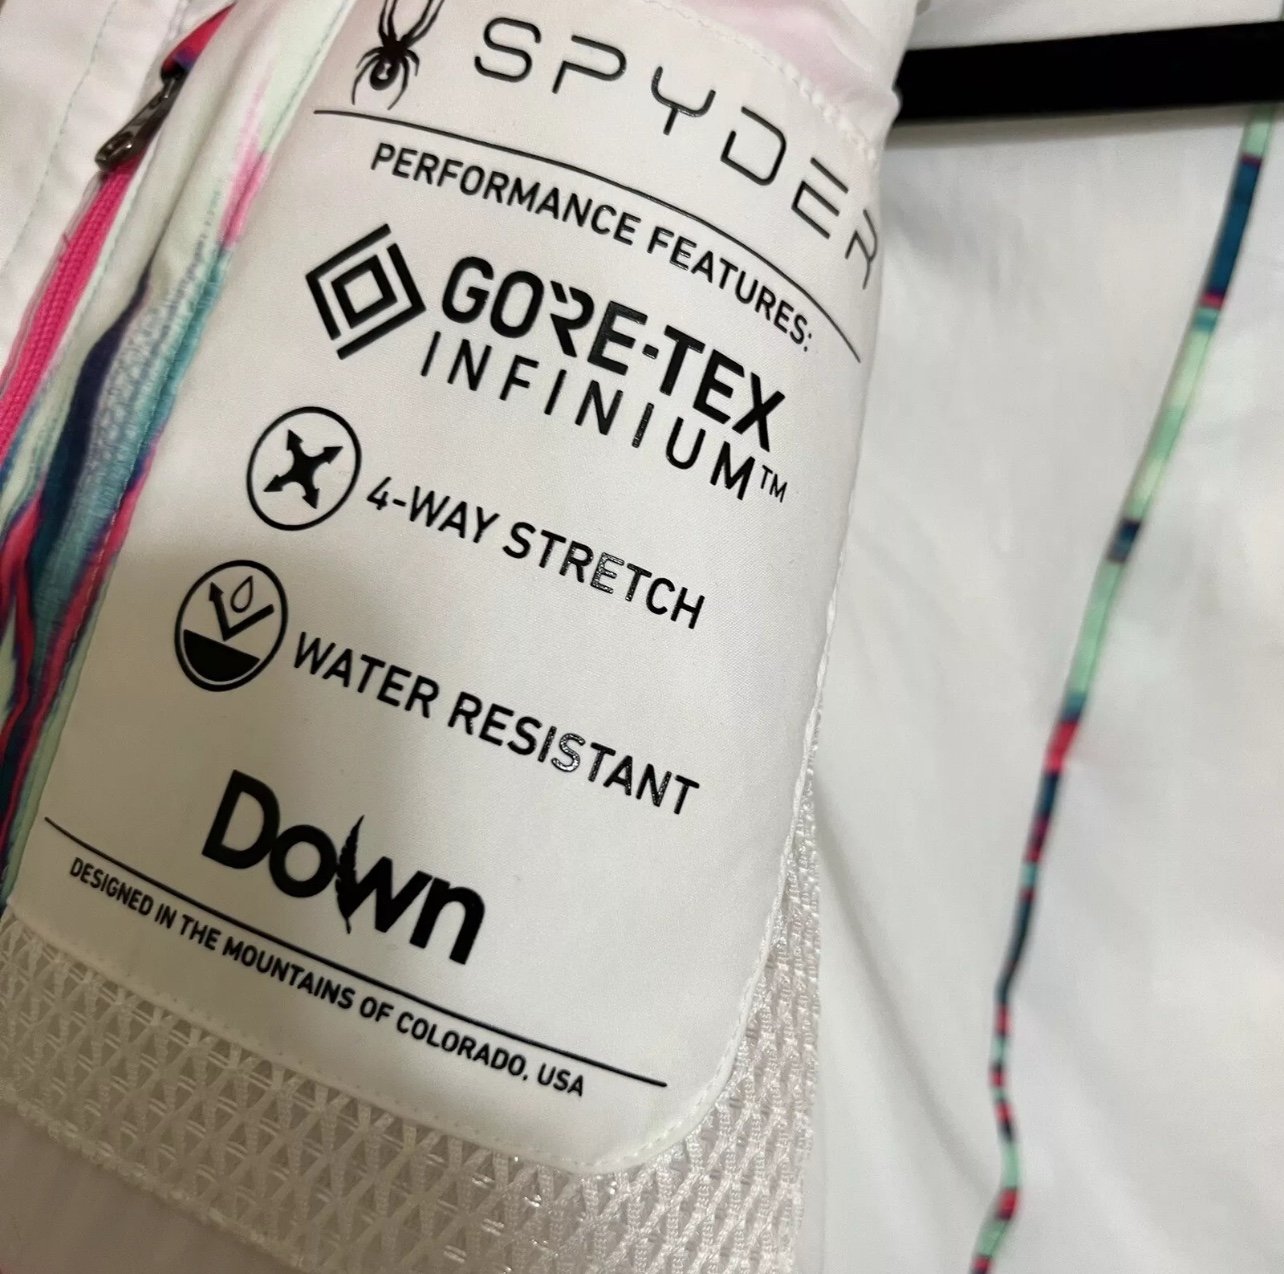 SPYDER
PERFORMANCE FEATURES:
GORE-TEX
INFINIUM™
4-WAY STRETCH
WATER RESISTANT
Down
DESIGNED IN THE MOUNTAINS OF COLORADO, USA